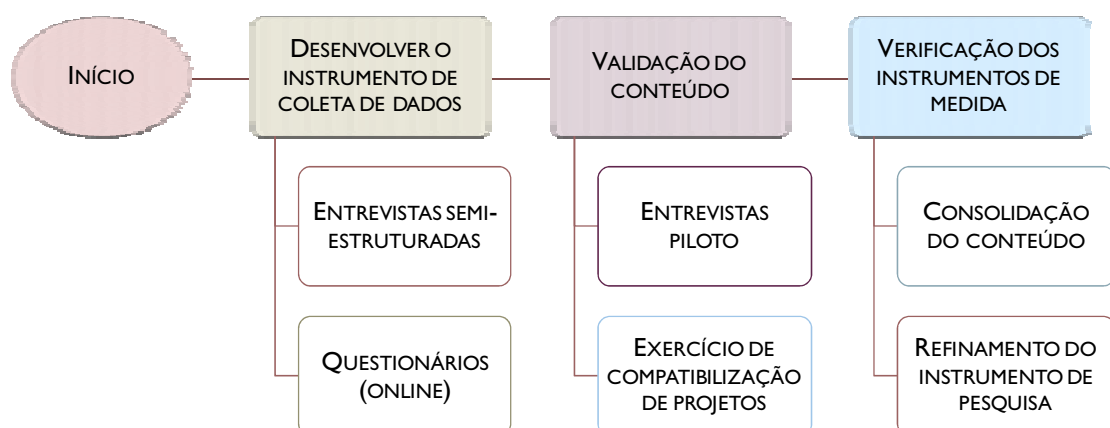 INÍCIO
DESENVOLVER O
INSTRUMENTO DE
COLETA DE DADOS
VALIDAÇÃO DO
CONTEÚDO
VERIFICAÇÃO DOS
INSTRUMENTOS DE
MEDIDA
ENTREVISTAS SEMI-
ESTRUTURADAS
ENTREVISTAS
PILOTO
CONSOLIDAÇÃO
DO CONTEÚDO
QUESTIONÁRIOS
(ONLINE)
EXERCÍCIO DE
COMPATIBILIZAÇÃO
DE PROJETOS
REFINAMENTO DO
INSTRUMENTO DE
PESQUISA